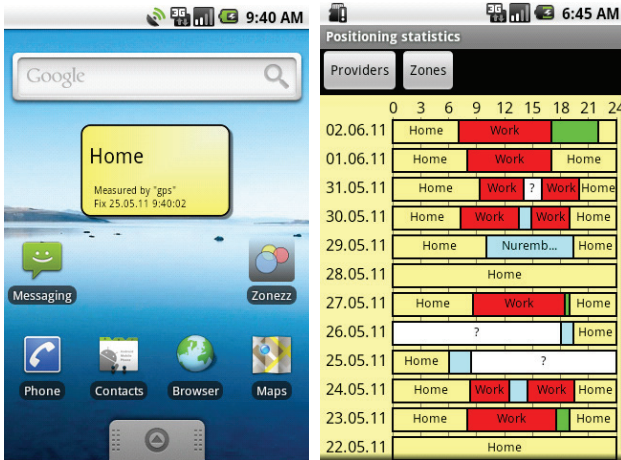 3G 9:40 AM
Google
Home
Measured by "gps"
Fix 25.05.11 9:40:02
Messaging
Zonezz
Phone
Contacts
Browser
Maps
3G 6:45 AM
Positioning statistics
Providers
Zones
0 3 6 9 12 15 18 21 24
02.06.11 Home Work
01.06.11 Home Work Home
31.05.11 Home Work ? Work Home
30.05.11 Home Work Work Home
29.05.11 Home Nuremb... Home
28.05.11 Home
27.05.11 Home Work Home
26.05.11 ? Home
25.05.11 Home ?
24.05.11 Home Work Work Home
23.05.11 Home Work Home
22.05.11 Home